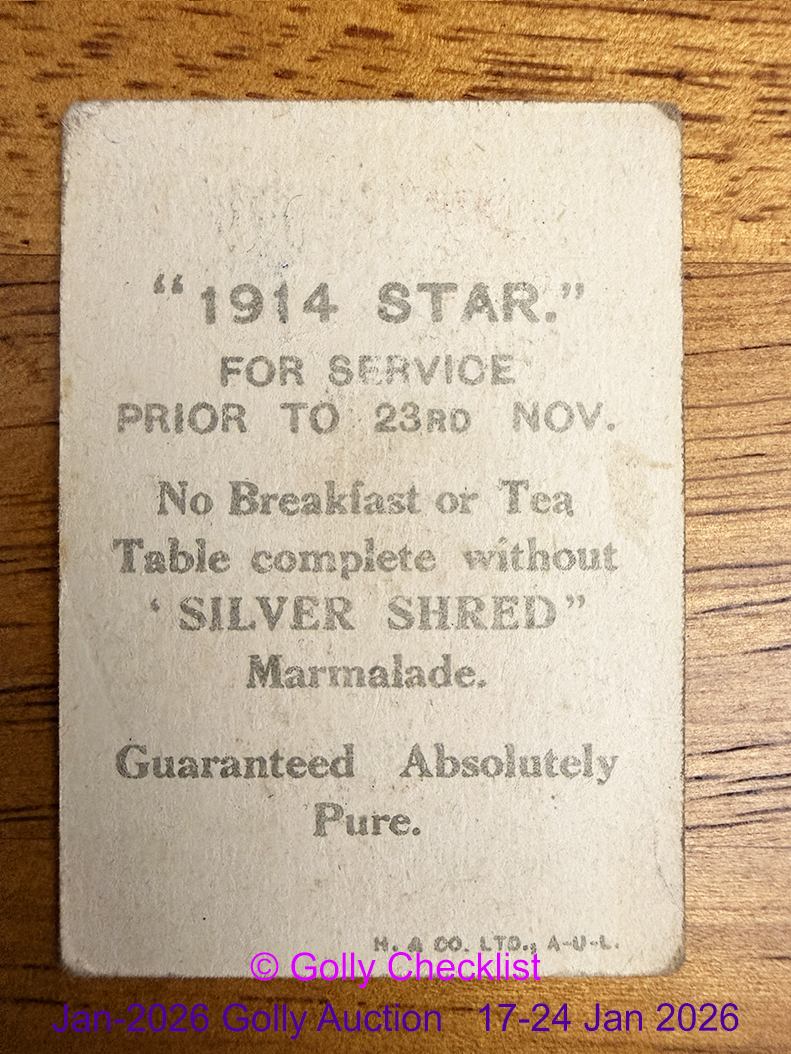 “1914 STAR.”
FOR SERVICE
PRIOR TO 23RD NOV.
No Breakfast or Tea
Table complete without
‘SILVER SHRED”
Marmalade.
Guaranteed Absolutely
Pure.
H. & CO. LTD., A-U-L.
© Golly Checklist
Jan-2026 Golly Auction 17-24 Jan 2026